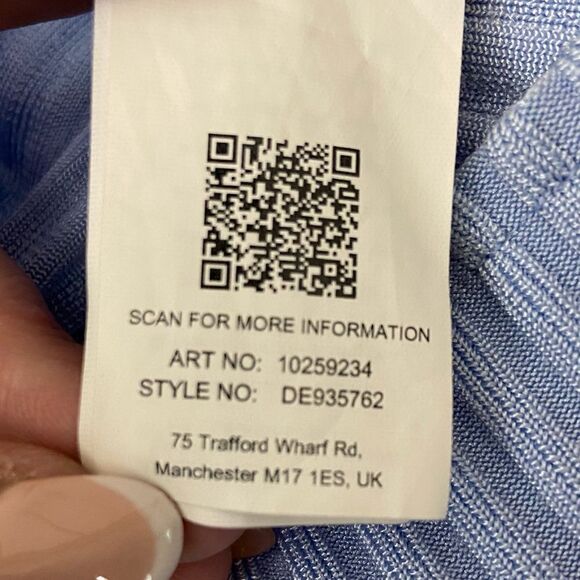 SCAN FOR MORE INFORMATION
ART NO: 10259234
STYLE NO: DE935762
75 Trafford Wharf Rd,
Manchester M17 1ES, UK